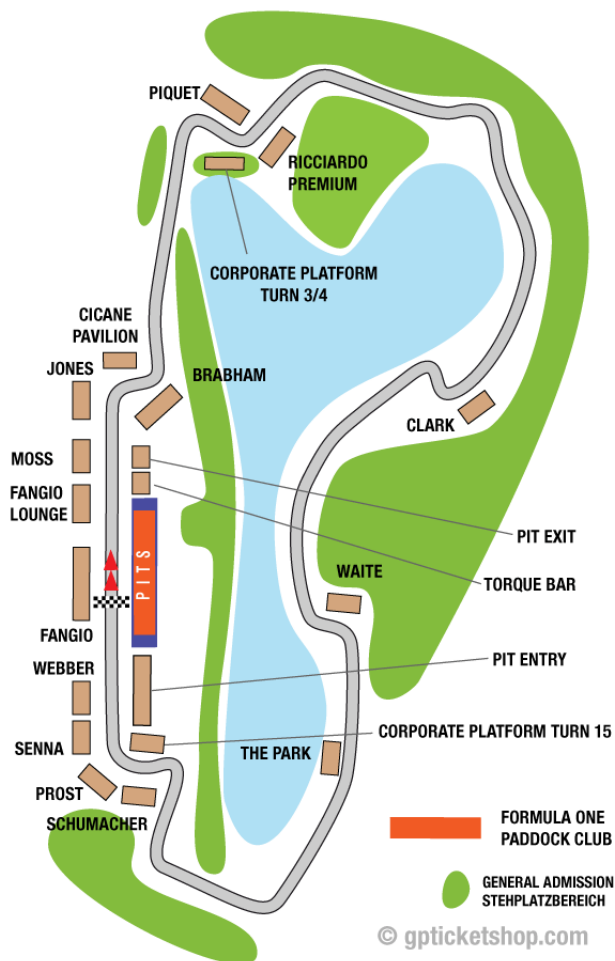 PIQUET
RICCIARDO
PREMIUM
CORPORATE PLATFORM
TURN 3/4
CICANE
PAVILION
JONES
BRABHAM
CLARK
MOSS
FANGIO
LOUNGE
PIT EXIT
PITS
WAITE
TORQUE BAR
FANGIO
WEBBER
PIT ENTRY
SENNA
THE PARK
CORPORATE PLATFORM TURN 15
PROST
SCHUMACHER
FORMULA ONE
PADDOCK CLUB
GENERAL ADMISSION
STEHPLATZBEREICH
© gpticketshop.com